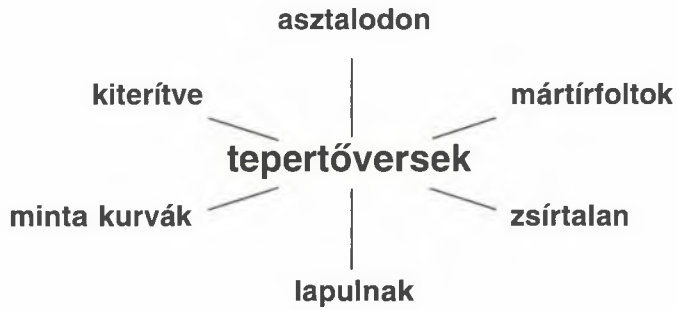 asztalodon
kiterítve
mártírfoltok
tepertőversek
minta kurvák
zsírtalan
lapulnak